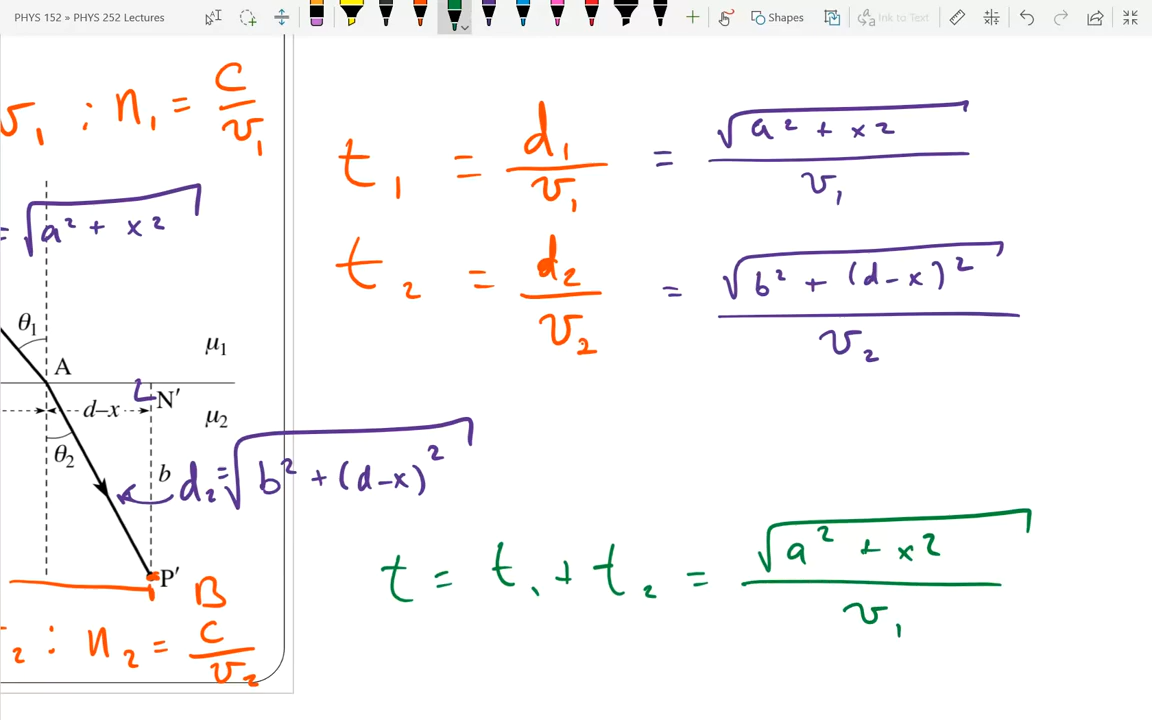 PHYS 152 » PHYS 252 Lectures
Shapes
Ink to Text
v₁ : n₁ = c/v₁
= √(a² + x²)
θ₁
A
μ₁
N′
d–x
μ₂
θ₂
b
d₂ = √(b² + (d-x)²)
P′
B
₂ : n₂ = c/v₂
t₁ = d₁/v₁ = √(a² + x²)/v₁
t₂ = d₂/v₂ = √(b² + (d-x)²)/v₂
t = t₁ + t₂ = √(a² + x²)/v₁